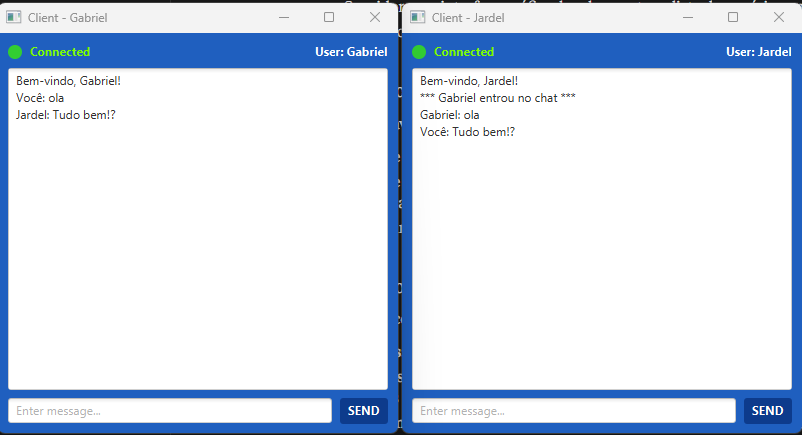 Client - Gabriel
Connected
User: Gabriel
Bem-vindo, Gabriel!
Você: ola
Jardel: Tudo bem!?
Enter message...
SEND
Client - Jardel
Connected
User: Jardel
Bem-vindo, Jardel!
*** Gabriel entrou no chat ***
Gabriel: ola
Você: Tudo bem!?
Enter message...
SEND